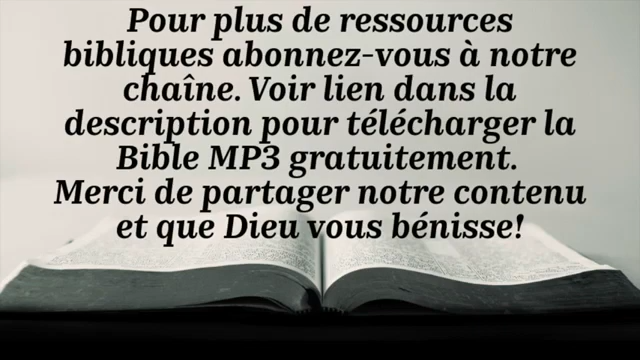 Pour plus de ressources
bibliques abonnez-vous à notre
chaîne. Voir lien dans la
description pour télécharger la
Bible MP3 gratuitement.
Merci de partager notre contenu
et que Dieu vous bénisse!